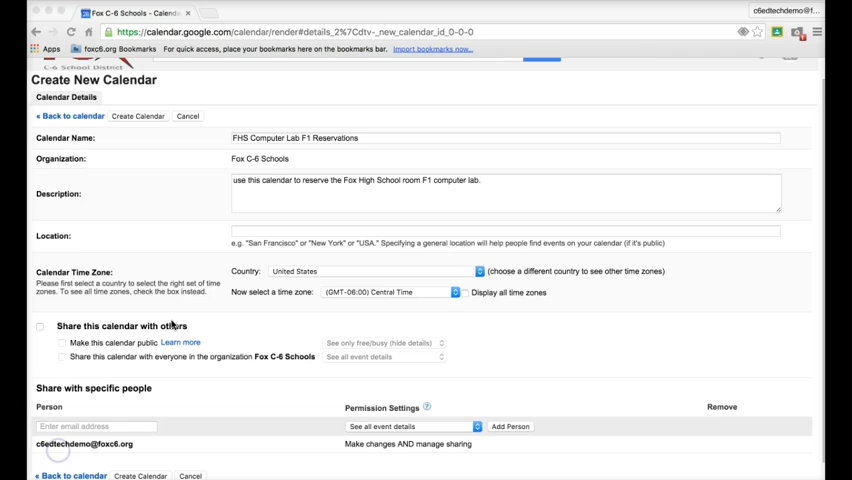 Fox C-6 Schools - Calenda
c6edtechdemo@f...
https://calendar.google.com/calendar/render#details_2%7Cdtv-_new_calendar_id_0-0-0
Apps foxc6.org Bookmarks For quick access, place your bookmarks here on the bookmarks bar. Import bookmarks now...
C-6 School District
Create New Calendar
Calendar Details
« Back to calendar Create Calendar Cancel
Calendar Name: FHS Computer Lab F1 Reservations
Organization: Fox C-6 Schools
Description: use this calendar to reserve the Fox High School room F1 computer lab.
Location:
e.g. "San Francisco" or "New York" or "USA." Specifying a general location will help people find events on your calendar (if it's public)
Calendar Time Zone: Country: United States (choose a different country to see other time zones)
Please first select a country to select the right set of time
zones. To see all time zones, check the box instead.
Now select a time zone: (GMT-06:00) Central Time Display all time zones
Share this calendar with others
Make this calendar public Learn more See only free/busy (hide details)
Share this calendar with everyone in the organization Fox C-6 Schools See all event details
Share with specific people
Person Permission Settings ? Remove
Enter email address See all event details Add Person
c6edtechdemo@foxc6.org Make changes AND manage sharing
« Back to calendar Create Calendar Cancel